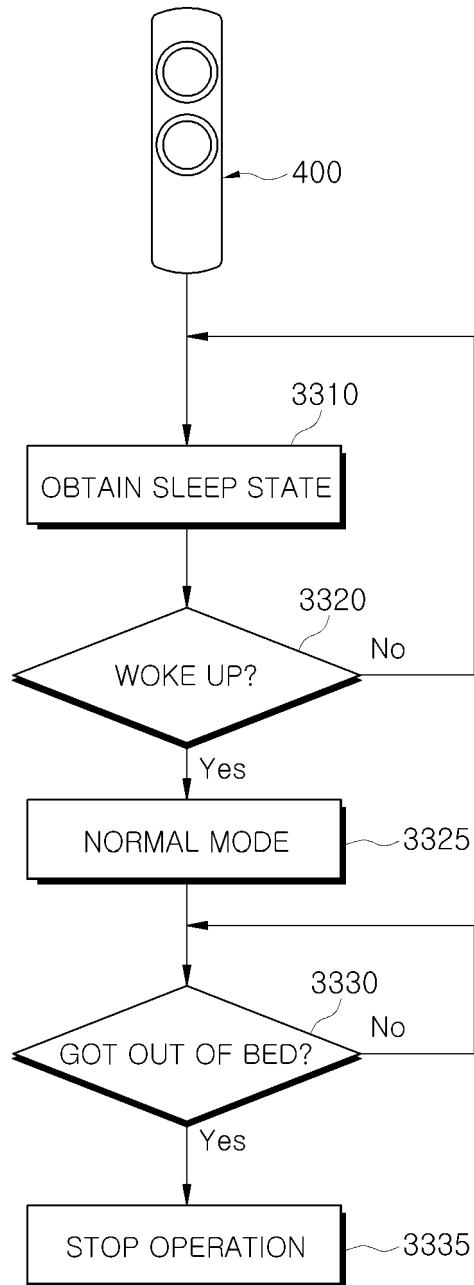 400
3310
OBTAIN SLEEP STATE
3320
WOKE UP?
No
Yes
NORMAL MODE
3325
3330
GOT OUT OF BED?
No
Yes
STOP OPERATION
3335